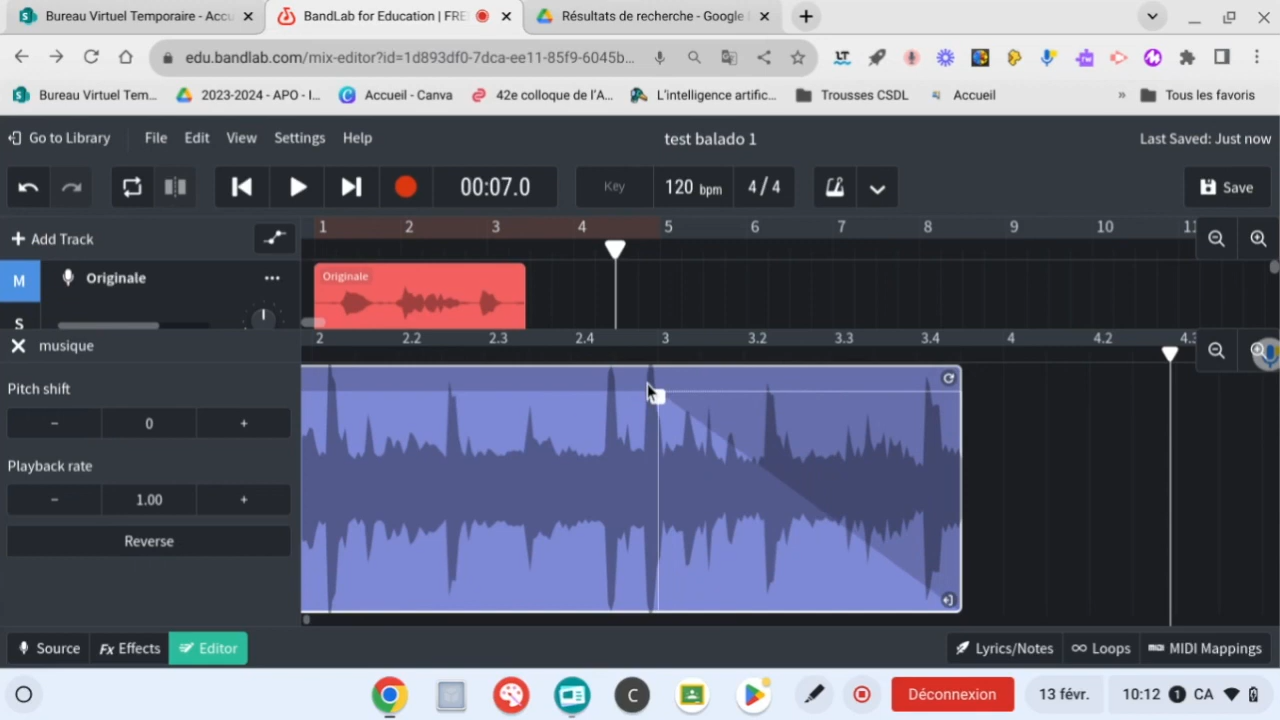 Bureau Virtuel Temporaire - Accu
BandLab for Education | FRE
Résultats de recherche - Google
edu.bandlab.com/mix-editor?id=1d893df0-7dca-ee11-85f9-6045b...
Bureau Virtuel Tem...
2023-2024 - APO - I...
Accueil - Canva
42e colloque de l'A...
L'intelligence artific...
Trousses CSDL
Accueil
»
Tous les favoris
Go to Library
File
Edit
View
Settings
Help
test balado 1
Last Saved: Just now
00:07.0
Key
120 bpm
4 / 4
Save
+ Add Track
1 2 3 4 5 6 7 8 9 10 11
M
Originale
...
Originale
S
musique
2 2.2 2.3 2.4 3 3.2 3.3 3.4 4 4.2 4.3
Pitch shift
− 0 +
Playback rate
− 1.00 +
Reverse
Source
Fx Effects
Editor
Lyrics/Notes
Loops
MIDI Mappings
C
Déconnexion
13 févr.
10:12
1
CA